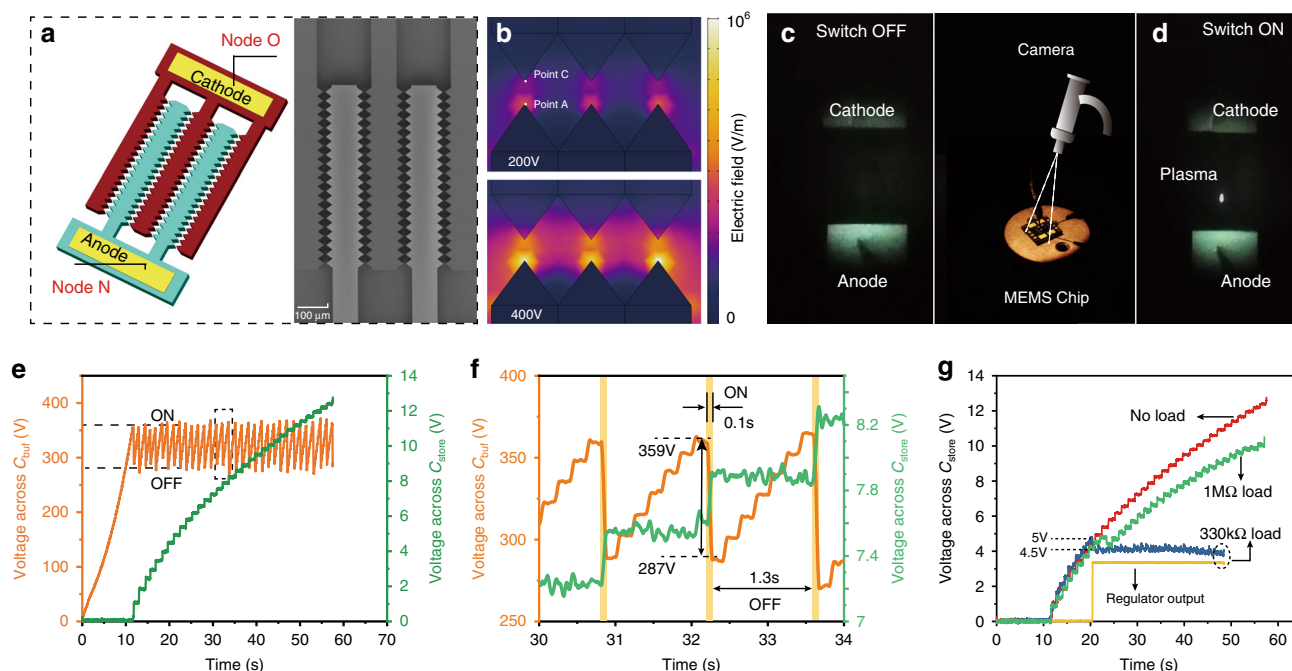 a
Node O
Cathode
Anode
Node N
100 μm
b
Point C
Point A
200V
400V
10⁶
Electric field (V/m)
0
c
Switch OFF
Cathode
Anode
Camera
MEMS Chip
d
Switch ON
Cathode
Plasma
Anode
e
Voltage across C_buf (V)
400
300
200
100
50
0
ON
OFF
14
12
10
8
6
4
2
0
Voltage across C_store (V)
0 10 20 30 40 50 60 70
Time (s)
f
Voltage across C_buf (V)
400
350
300
250
ON
0.1s
359V
287V
1.3s
OFF
8.2
7.8
7.4
7
Voltage across C_store (V)
30 31 32 33 34
Time (s)
g
Voltage across C_store (V)
14
12
10
8
6
4
2
0
No load
1MΩ load
330kΩ load
5V
4.5V
Regulator output
0 10 20 30 40 50 60
Time (s)